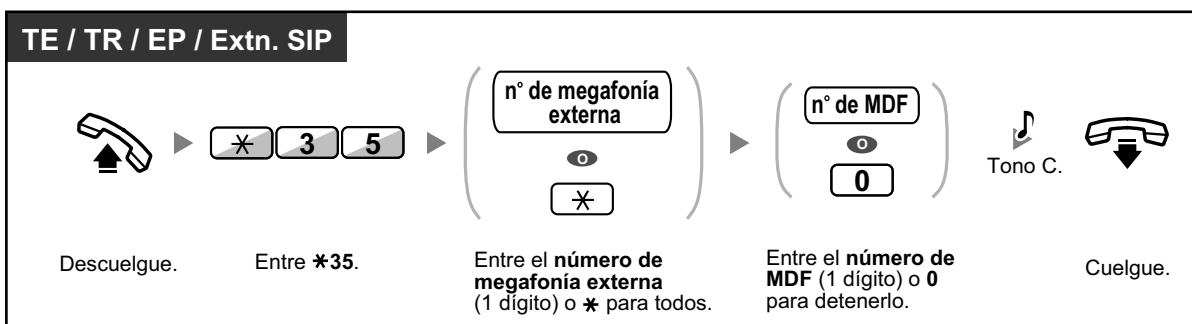 TE / TR / EP / Extn. SIP
n° de megafonía
externa
n° de MDF
3 5
o
o
0
Tono C.
Descuelgue.
Entre *35.
Entre el número de
megafonía externa
(1 dígito) o * para todos.
Entre el número de
MDF (1 dígito) o 0
para detenerlo.
Cuelgue.